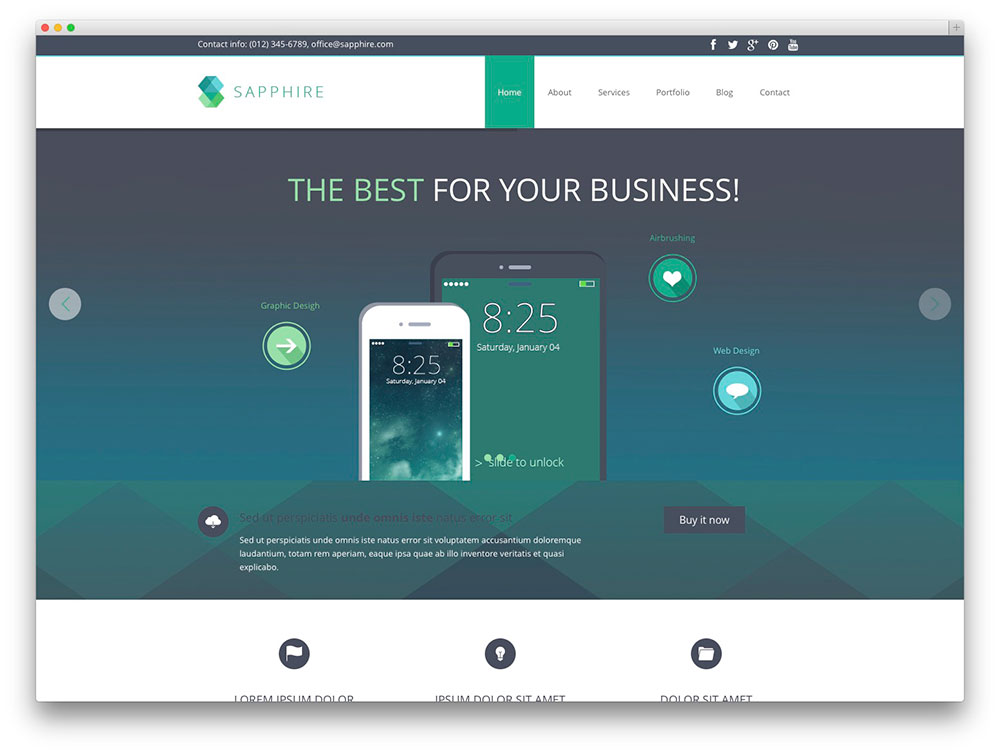 Contact info: (012) 345-6789, office@sapphire.com
f g+ You Tube
SAPPHIRE
Home About Services Portfolio Blog Contact
THE BEST FOR YOUR BUSINESS!
Airbrushing
Graphic Desigh
8:25
Saturday, January 04
8:25
Saturday, January 04
Web Design
> slide to unlock
Sed ut perspiciatis unde omnis iste natus error sit
Buy it now
Sed ut perspiciatis unde omnis iste natus error sit voluptatem accusantium doloremque
laudantium, totam rem aperiam, eaque ipsa quae ab illo inventore veritatis et quasi
explicabo.
LOREM IPSUM DOLOR
IPSUM DOLOR SIT AMET
DOLOR SIT AMET